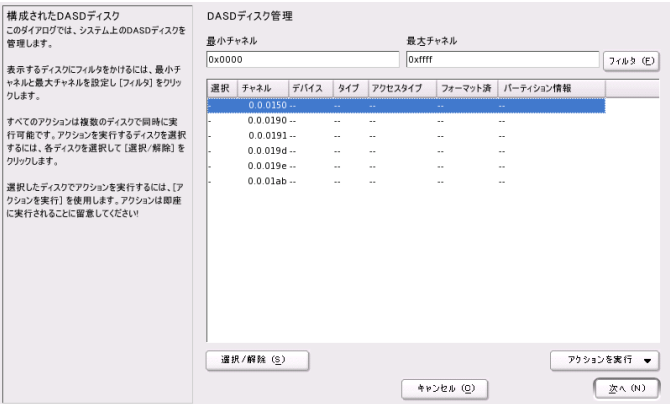 構成されたDASDディスク
このダイアログでは、システム上のDASDディスクを
管理します。
表示するディスクにフィルタをかけるには、最小チ
ャネルと最大チャネルを設定し [フィルタ] をクリッ
クします。
すべてのアクションは複数のディスクで同時に実
行可能です。アクションを実行するディスクを選択
するには、各ディスクを選択して [選択/解除] を
クリックします。
選択したディスクでアクションを実行するには、[ア
クションを実行] を使用します。アクションは即座
に実行されることに留意してください!
DASDディスク管理
最小チャネル 最大チャネル
0x0000 0xffff フィルタ (F)
選択 チャネル デバイス タイプ アクセスタイプ フォーマット済 パーティション情報
- 0.0.0150 -- -- -- -- --
- 0.0.0190 -- -- -- -- --
- 0.0.0191 -- -- -- -- --
- 0.0.019d -- -- -- -- --
- 0.0.019e -- -- -- -- --
- 0.0.01ab -- -- -- -- --
選択/解除 (S) アクションを実行
キャンセル (C) 次へ (N)